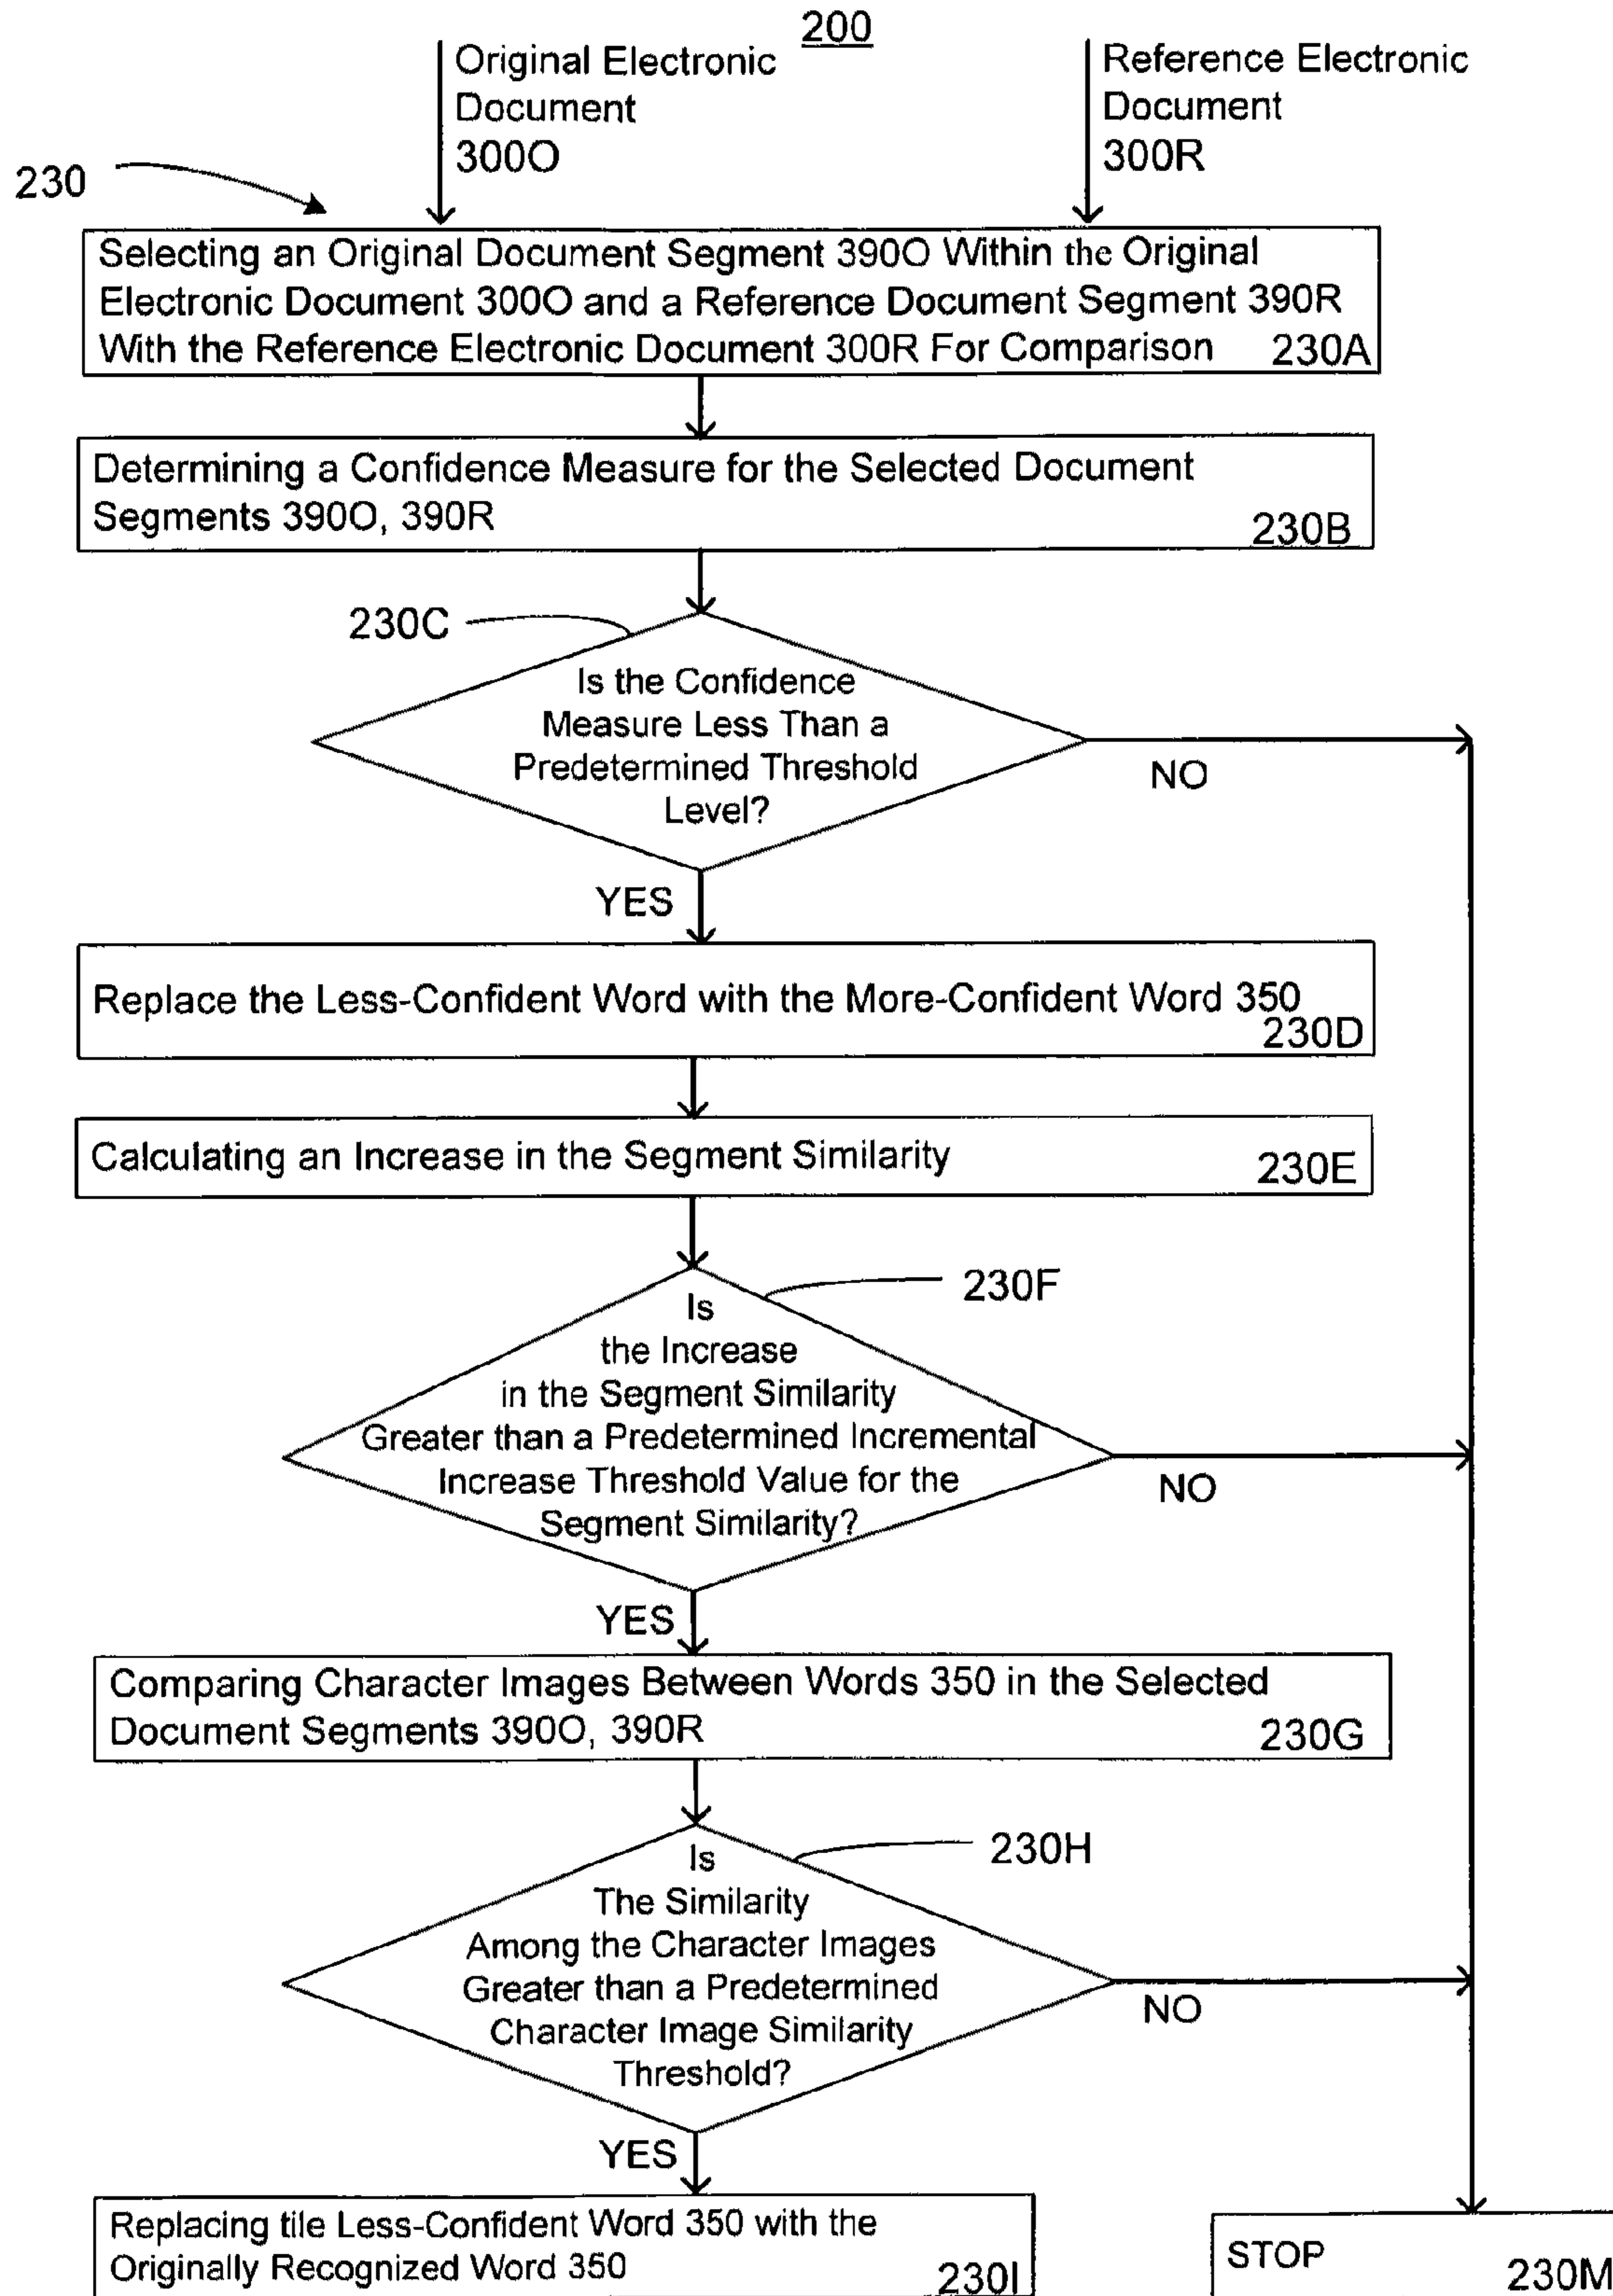 200
Original Electronic
Document
300O
Reference Electronic
Document
300R
230
Selecting an Original Document Segment 390O Within the Original
Electronic Document 300O and a Reference Document Segment 390R
With the Reference Electronic Document 300R For Comparison 230A
Determining a Confidence Measure for the Selected Document
Segments 390O, 390R 230B
230C
Is the Confidence
Measure Less Than a
Predetermined Threshold
Level?
NO
YES
Replace the Less-Confident Word with the More-Confident Word 350
230D
Calculating an Increase in the Segment Similarity 230E
230F
Is
the Increase
in the Segment Similarity
Greater than a Predetermined Incremental
Increase Threshold Value for the
Segment Similarity?
NO
YES
Comparing Character Images Between Words 350 in the Selected
Document Segments 390O, 390R 230G
230H
Is
The Similarity
Among the Character Images
Greater than a Predetermined
Character Image Similarity
Threshold?
NO
YES
Replacing tile Less-Confident Word 350 with the
Originally Recognized Word 350 230I
STOP 230M